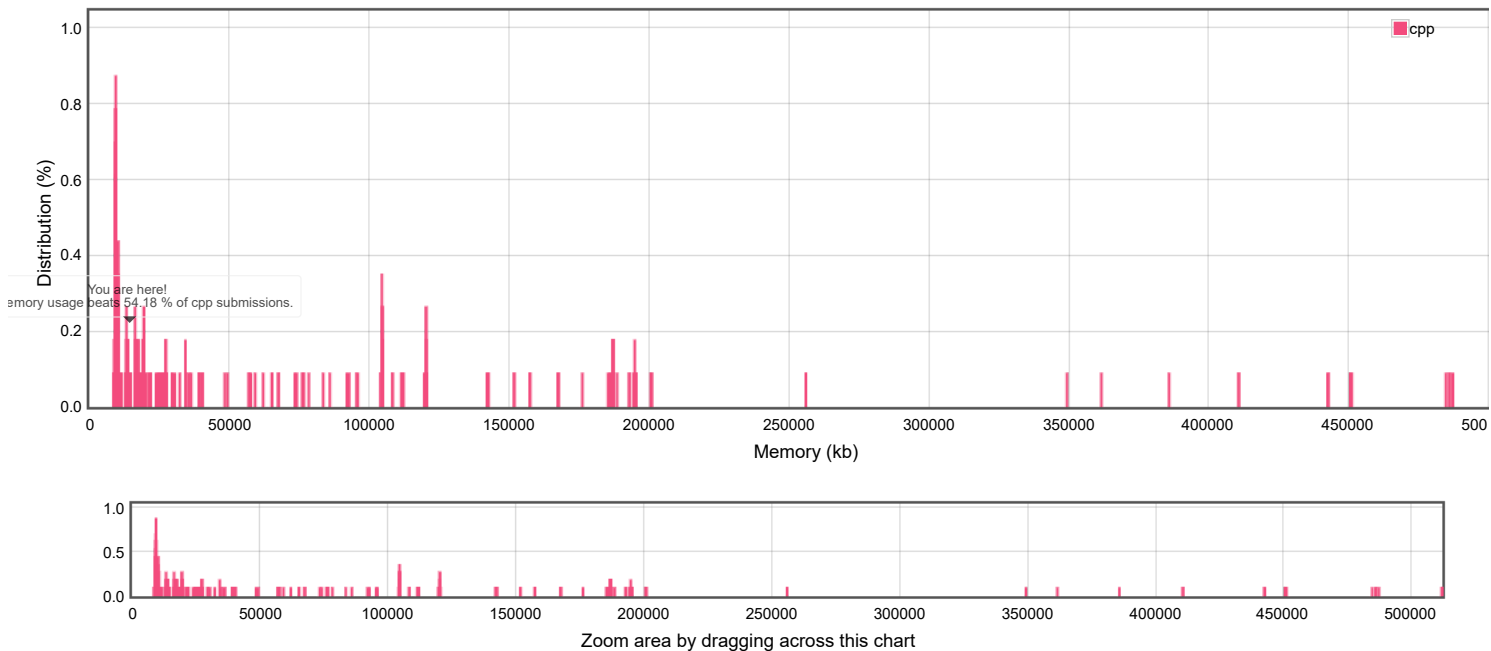 1.0
cpp
0.8
0.6
0.4
0.2
0.0
Distribution (%)
You are here!
emory usage beats 54.18 % of cpp submissions.
0 50000 100000 150000 200000 250000 300000 350000 400000 450000 500
Memory (kb)
1.0
0.5
0.0
0 50000 100000 150000 200000 250000 300000 350000 400000 450000 500000
Zoom area by dragging across this chart